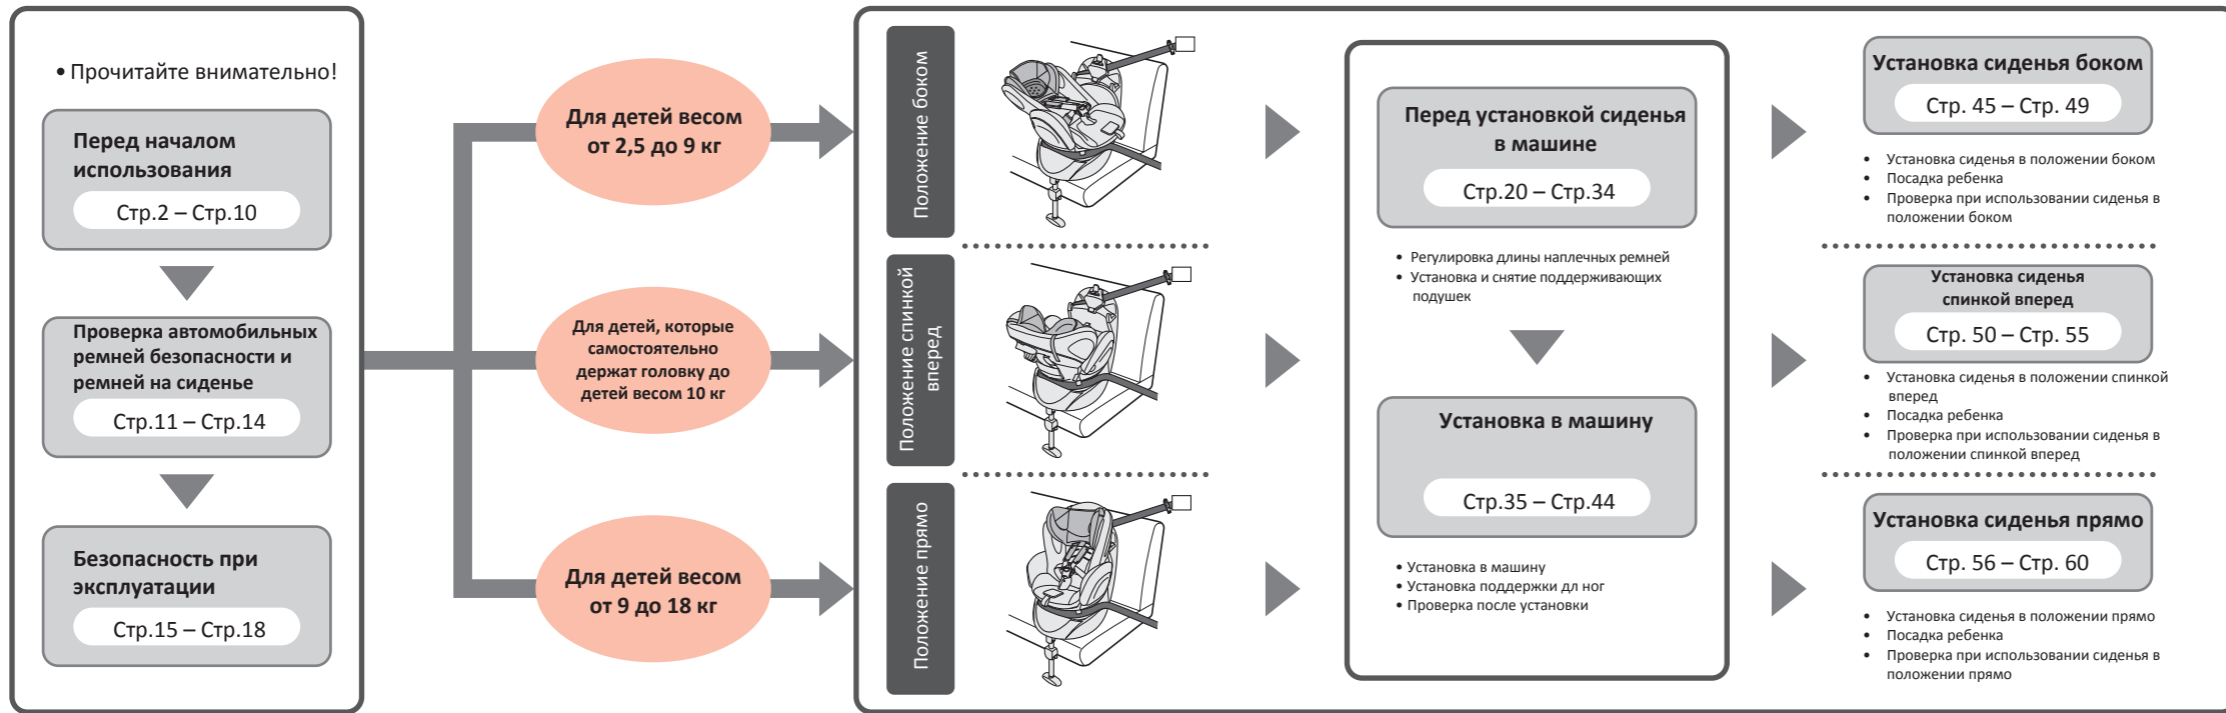 • Прочитайте внимательно!
Перед началом
использования
Стр.2 – Стр.10
Проверка автомобильных
ремней безопасности и
ремней на сиденье
Стр.11 – Стр.14
Безопасность при
эксплуатации
Стр.15 – Стр.18
Для детей весом
от 2,5 до 9 кг
Для детей, которые
самостоятельно
держат головку до
детей весом 10 кг
Для детей весом
от 9 до 18 кг
Положение боком
Положение спинкой
вперед
Положение прямо
Перед установкой сиденья
в машине
Стр.20 – Стр.34
• Регулировка длины наплечных ремней
• Установка и снятие поддерживающих
подушек
Установка в машину
Стр.35 – Стр.44
• Установка в машину
• Установка поддержки дл ног
• Проверка после установки
Установка сиденья боком
Стр. 45 – Стр. 49
• Установка сиденья в положении боком
• Посадка ребенка
• Проверка при использовании сиденья в
положении боком
Установка сиденья
спинкой вперед
Стр. 50 – Стр. 55
• Установка сиденья в положении спинкой
вперед
• Посадка ребенка
• Проверка при использовании сиденья в
положении спинкой вперед
Установка сиденья прямо
Стр. 56 – Стр. 60
• Установка сиденья в положении прямо
• Посадка ребенка
• Проверка при использовании сиденья в
положении прямо